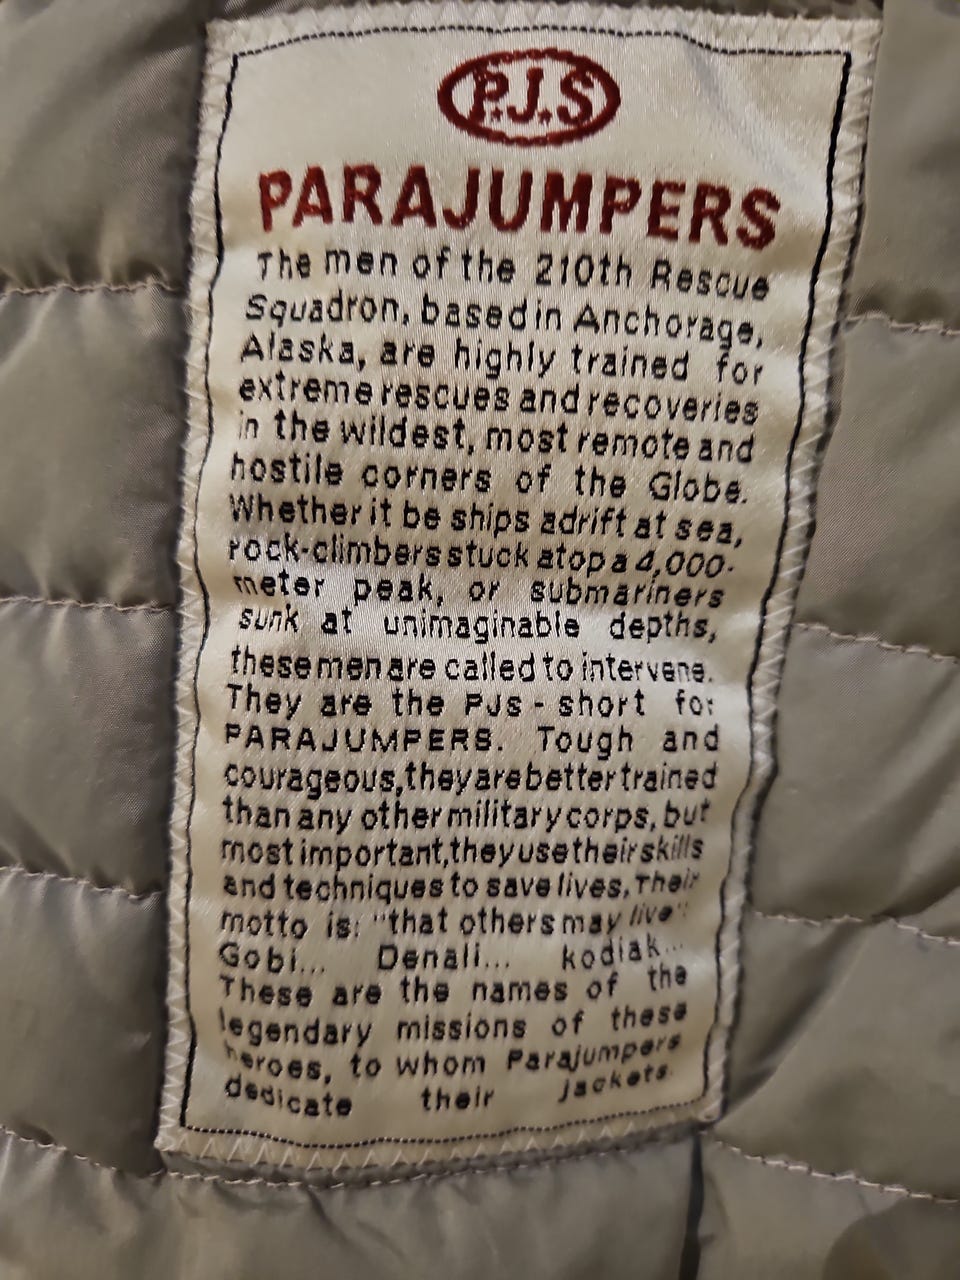 P.J.S
PARAJUMPERS
The men of the 210th Rescue
Squadron, based in Anchorage,
Alaska, are highly trained for
extreme rescues and recoveries
in the wildest, most remote and
hostile corners of the Globe.
Whether it be ships adrift at sea,
rock-climbers stuck atop a 4,000-
meter peak, or submariners
sunk at unimaginable depths,
these men are called to intervene.
They are the PJs - short for
PARAJUMPERS. Tough and
courageous, they are better trained
than any other military corps, but
most important, they use their skills
and techniques to save lives. Their
motto is: "that others may live".
Gobi... Denali... kodiak...
These are the names of the
legendary missions of these
heroes, to whom Parajumpers
dedicate their jackets.